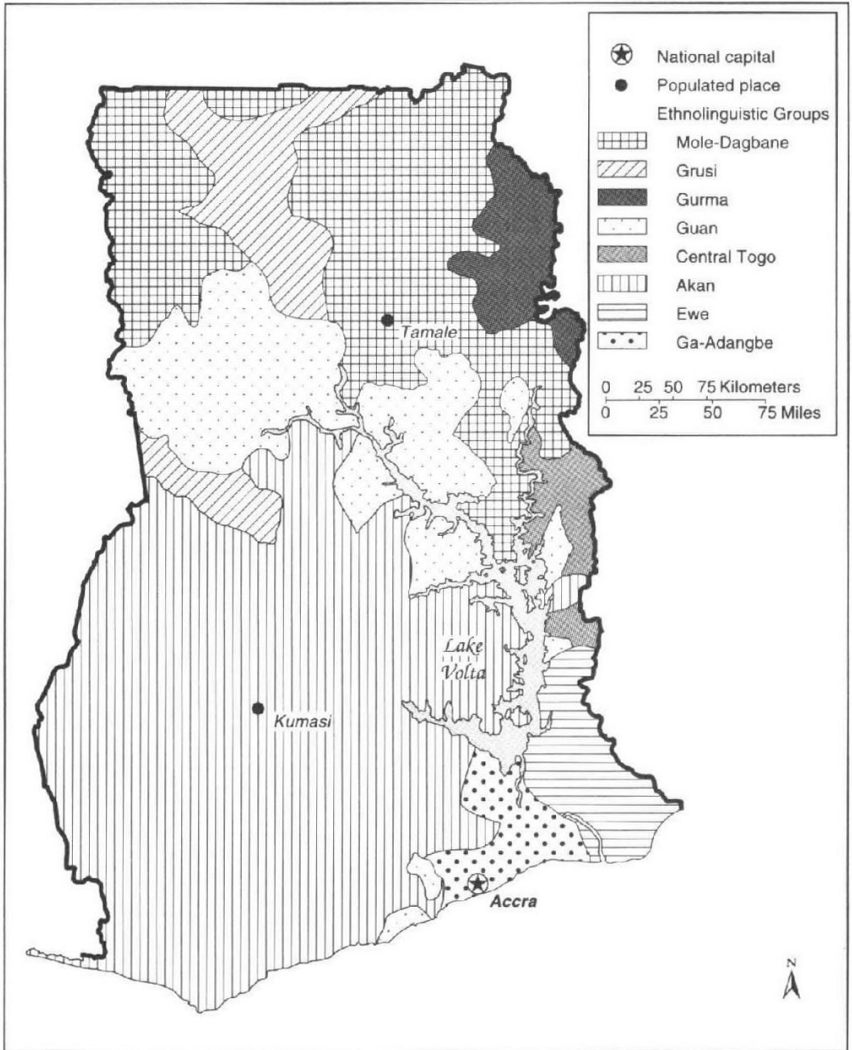 National capital
Populated place
Ethnolinguistic Groups
Mole-Dagbane
Grusi
Gurma
Guan
Central Togo
Akan
Ewe
Ga-Adangbe
0 25 50 75 Kilometers
0 25 50 75 Miles
Tamale
Lake
Volta
Kumasi
Accra
N